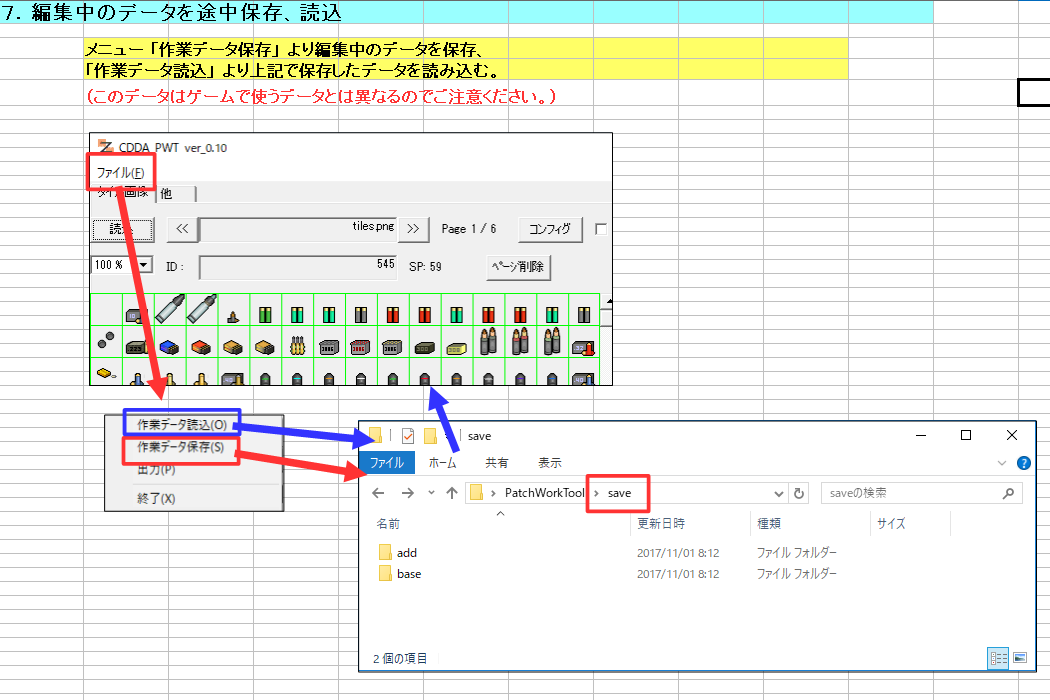 7. 編集中のデータを途中保存、読込
メニュー「作業データ保存」より編集中のデータを保存、
「作業データ読込」より上記で保存したデータを読み込む。
(このデータはゲームで使うデータとは異なるのでご注意ください。)
CDDA_PWT ver_0.10
ファイル(F)
タイル画像 他
読込 << tiles.png >> Page 1 / 6 コンフィグ
100 % ID : 545 SP: 59 ページ削除
作業データ読込(O)
作業データ保存(S)
出力(P)
終了(X)
save
ファイル ホーム 共有 表示
PatchWorkTool > save saveの検索
名前 更新日時 種類 サイズ
add 2017/11/01 8:12 ファイル フォルダー
base 2017/11/01 8:12 ファイル フォルダー
2 個の項目